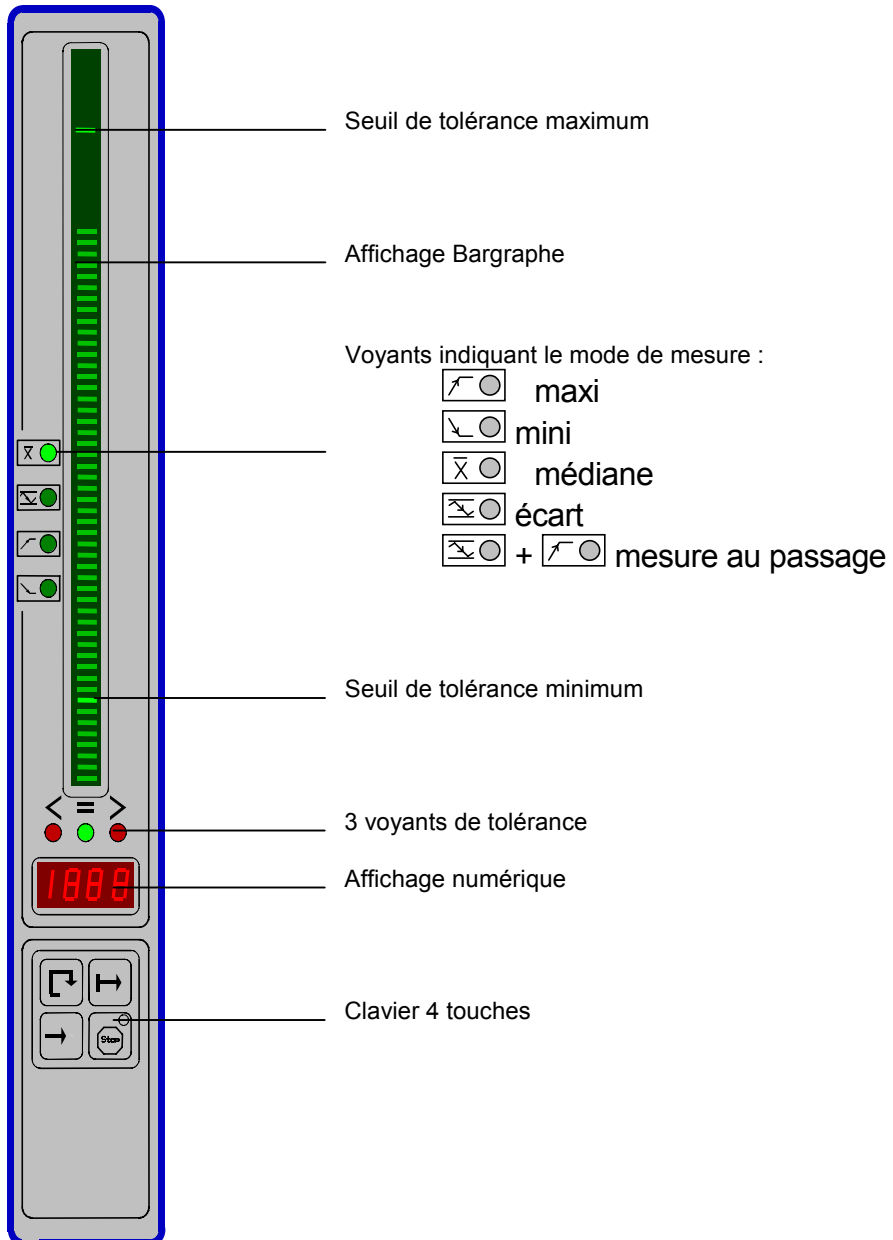 Seuil de tolérance maximum
Affichage Bargraphe
Voyants indiquant le mode de mesure :
maxi
mini
X̄ médiane
écart
+ mesure au passage
X̄
Seuil de tolérance minimum
< = >
3 voyants de tolérance
1888
Affichage numérique
Clavier 4 touches
Stop